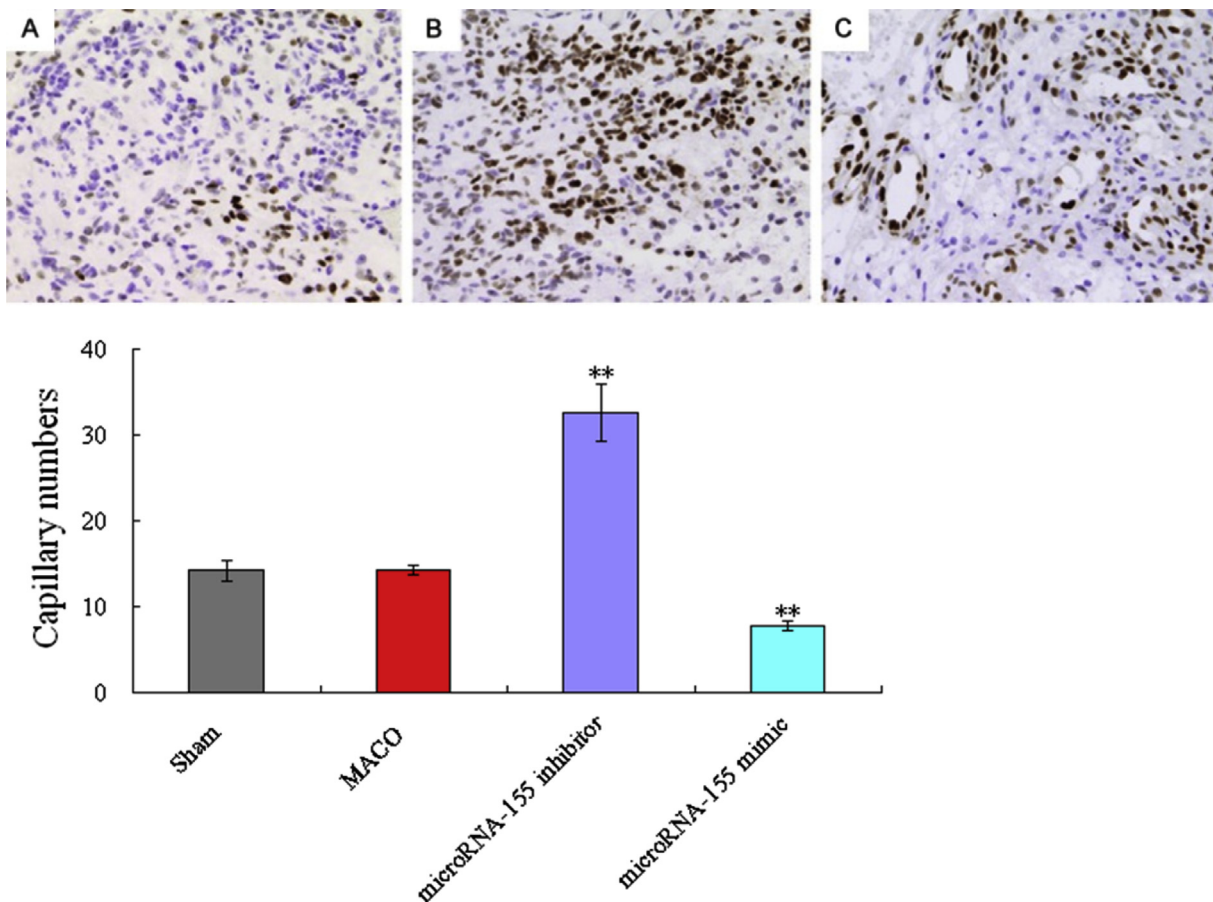 A
B
C
Capillary numbers
40
30
20
10
0
**
**
Sham
MACO
microRNA-155 inhibitor
microRNA-155 mimic